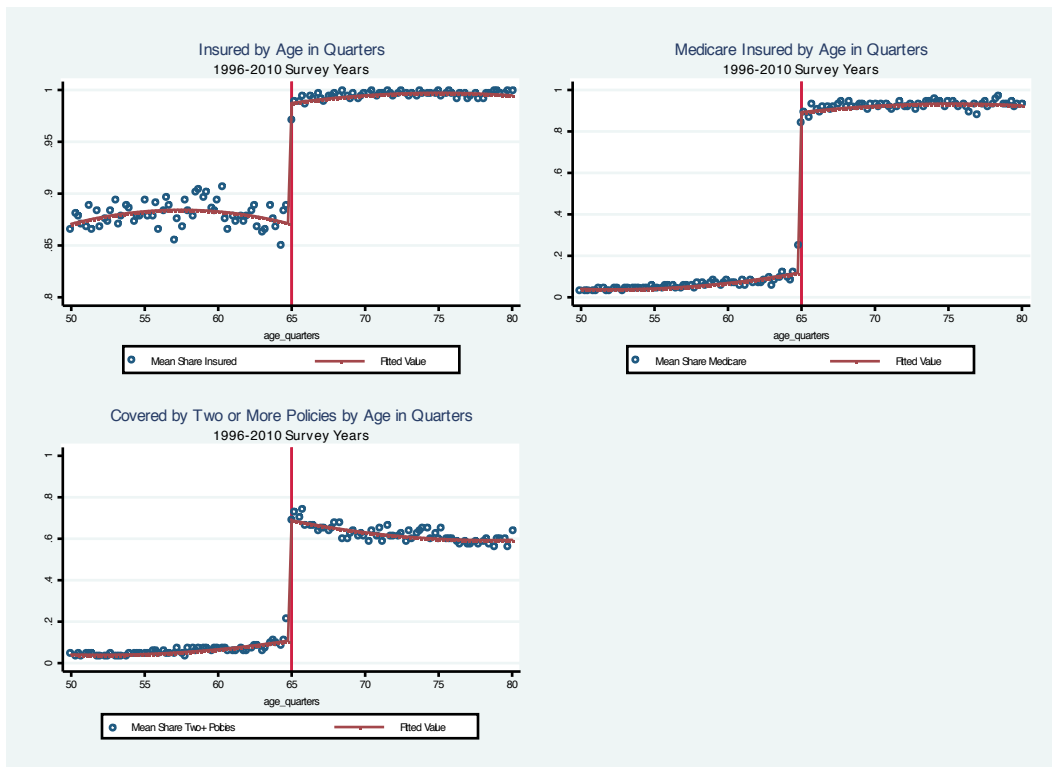 Insured by Age in Quarters
1996-2010 Survey Years
1
.95
.9
.85
.8
50 55 60 65 70 75 80
age_quarters
Mean Share Insured Fitted Value
Medicare Insured by Age in Quarters
1996-2010 Survey Years
1
.8
.6
.4
.2
0
50 55 60 65 70 75 80
age_quarters
Mean Share Medicare Fitted Value
Covered by Two or More Policies by Age in Quarters
1996-2010 Survey Years
1
.8
.6
.4
.2
0
50 55 60 65 70 75 80
age_quarters
Mean Share Two+ Policies Fitted Value